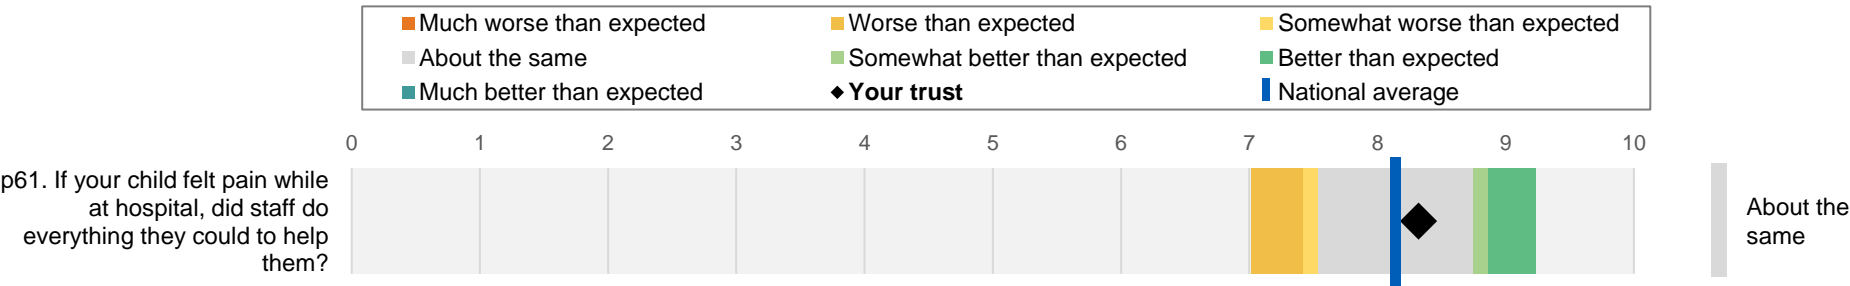 Much worse than expected
Worse than expected
Somewhat worse than expected
About the same
Somewhat better than expected
Better than expected
Much better than expected
Your trust
National average
0 1 2 3 4 5 6 7 8 9 10
p61. If your child felt pain while
at hospital, did staff do
everything they could to help
them?
About the
same